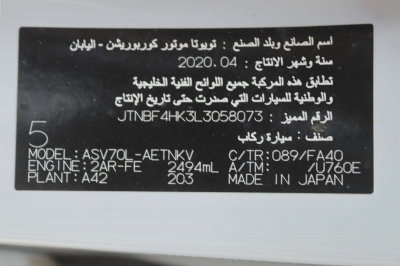 اسم الصانع وبلد الصنع : تويوتا موتور كوربوريشن - اليابان
سنة وشهر الانتاج : 2020.04
تطابق هذه المركبة جميع اللوائح الفنية الخليجية
والوطنية للسيارات التي صدرت حتى تاريخ الإنتاج
الرقم المميز : JTNBF4HK3L3058073
صنف : سيارة ركاب
5
MODEL: ASV70L-AETNKV C/TR: 089/FA40
ENGINE: 2AR-FE 2494mL A/TM: /U760E
PLANT: A42 203 MADE IN JAPAN